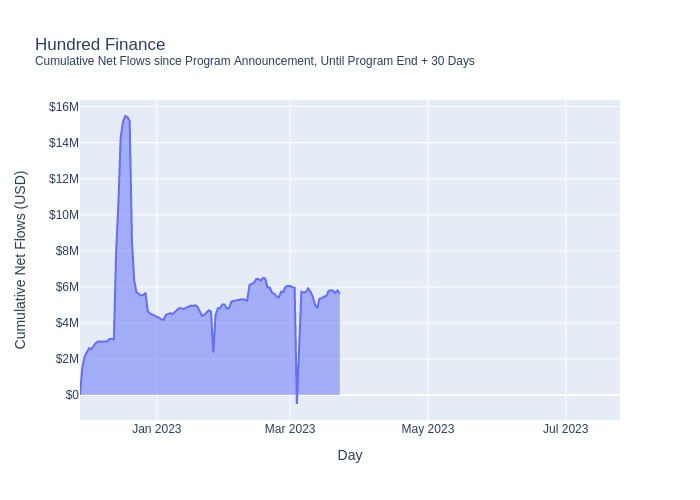 Hundred Finance
Cumulative Net Flows since Program Announcement, Until Program End + 30 Days
Cumulative Net Flows (USD)
$16M
$14M
$12M
$10M
$8M
$6M
$4M
$2M
$0
Jan 2023
Mar 2023
May 2023
Jul 2023
Day